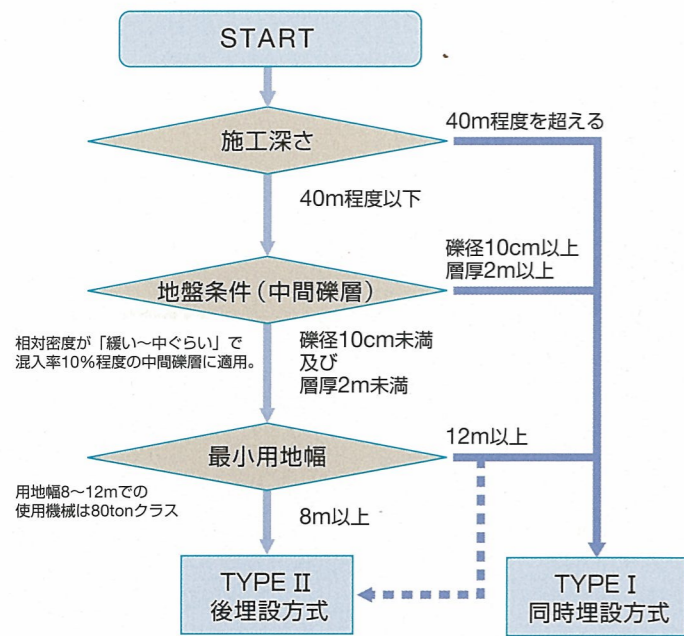 START
施工深さ
40m程度を超える
40m程度以下
地盤条件(中間礫層)
礫径10cm以上
層厚2m以上
相対密度が「緩い～中ぐらい」で
混入率10%程度の中間礫層に適用。
礫径10cm未満
及び
層厚2m未満
最小用地幅
12m以上
用地幅8～12mでの
使用機械は80tonクラス
8m以上
TYPE II
後埋設方式
TYPE I
同時埋設方式